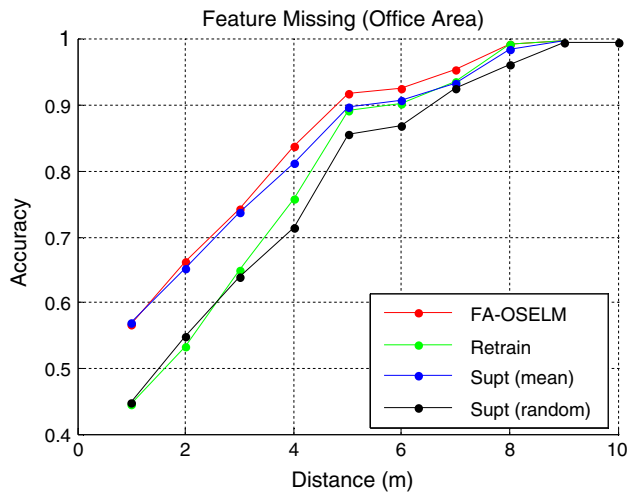 Feature Missing (Office Area)
1
0.9
0.8
0.7
0.6
0.5
0.4
Accuracy
0
2
4
6
8
10
Distance (m)
FA-OSELM
Retrain
Supt (mean)
Supt (random)